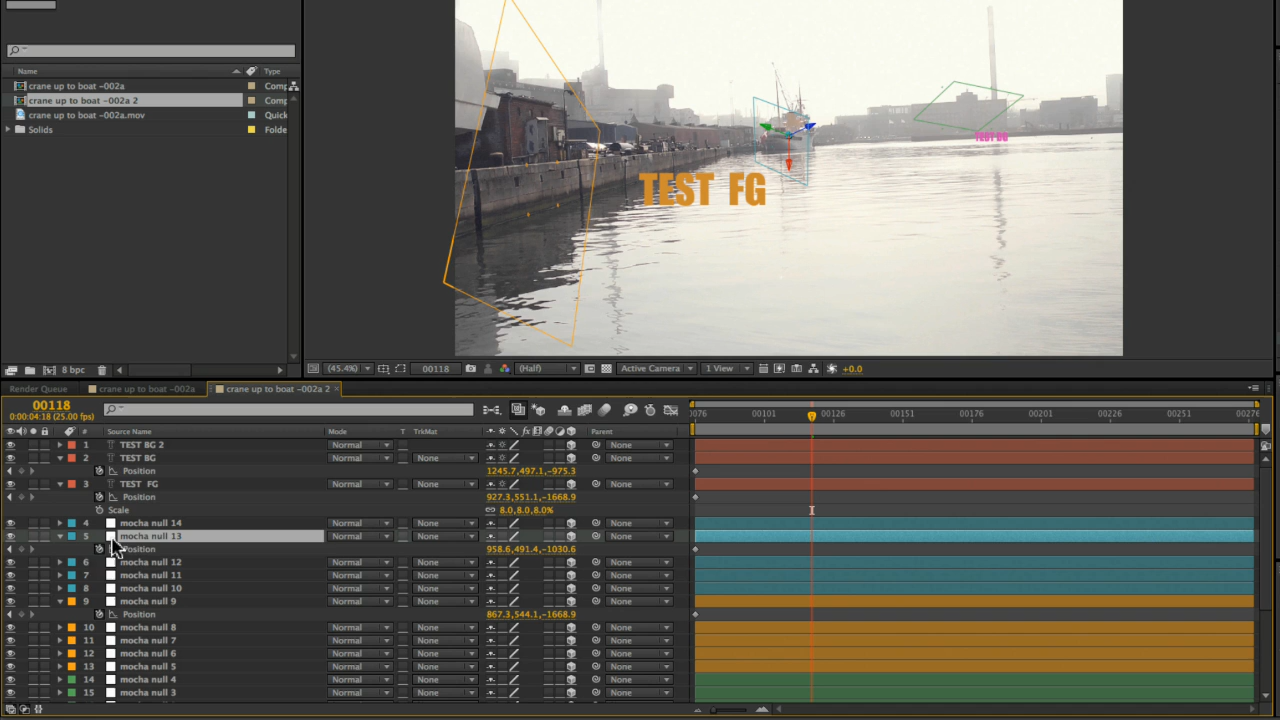 Name Type
crane up to boat -002a Comp
crane up to boat -002a 2 Comp
crane up to boat -002a.mov Quick
Solids Folde
TEST BG
TEST FG
8 bpc
(45.4%) 00118 (Half) Active Camera 1 View +0.0
Render Queue crane up to boat -002a crane up to boat -002a 2
00118
0:00:04:18 (25.00 fps)
0076 00101 00126 00151 00176 00201 00226 00251 00276
# Source Name Mode T TrkMat Parent
1 TEST BG 2 Normal None
2 TEST BG Normal None None
Position 1245.7,497.1,-975.3
3 TEST FG Normal None None
Position 927.3,551.1,-1668.9
Scale 8.0,8.0,8.0%
4 mocha null 14 Normal None None
5 mocha null 13 Normal None None
Position 958.6,491.4,-1030.6
6 mocha null 12 Normal None None
7 mocha null 11 Normal None None
8 mocha null 10 Normal None None
9 mocha null 9 Normal None None
Position 867.3,544.1,-1668.9
10 mocha null 8 Normal None None
11 mocha null 7 Normal None None
12 mocha null 6 Normal None None
13 mocha null 5 Normal None None
14 mocha null 4 Normal None None
15 mocha null 3 Normal None None